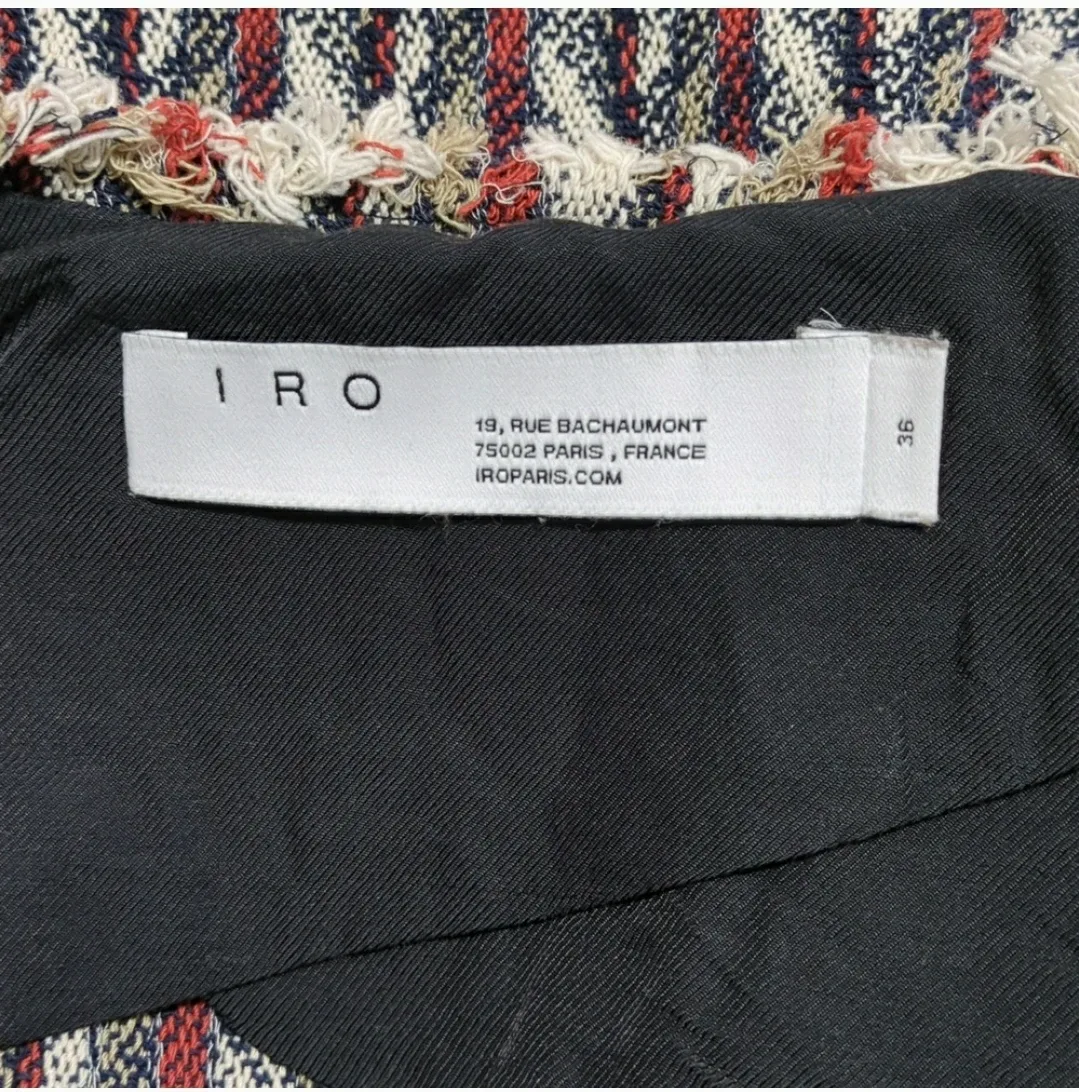 IRO
19, RUE BACHAUMONT
75002 PARIS , FRANCE
IROPARIS.COM
36